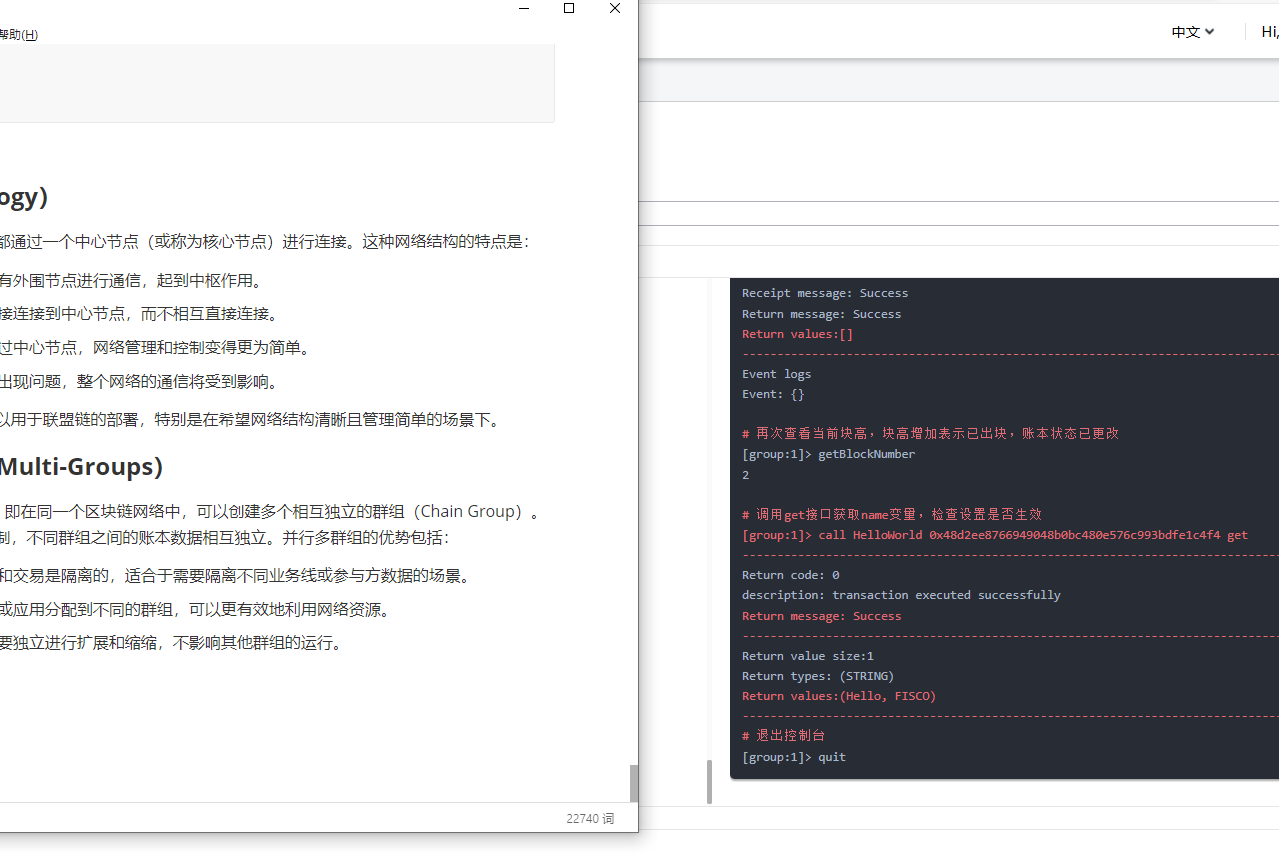 帮助(H)
ogy）
都通过一个中心节点（或称为核心节点）进行连接。这种网络结构的特点是：
有外围节点进行通信，起到中枢作用。
接连接到中心节点，而不相互直接连接。
过中心节点，网络管理和控制变得更为简单。
出现问题，整个网络的通信将受到影响。
以用于联盟链的部署，特别是在希望网络结构清晰且管理简单的场景下。
Multi-Groups）
即在同一个区块链网络中，可以创建多个相互独立的群组（Chain Group）。
制，不同群组之间的账本数据相互独立。并行多群组的优势包括：
和交易是隔离的，适合于需要隔离不同业务线或参与方数据的场景。
或应用分配到不同的群组，可以更有效地利用网络资源。
要独立进行扩展和缩缩，不影响其他群组的运行。
22740 词
中文
Hi,
Receipt message: Success
Return message: Success
Return values:[]
Event logs
Event: {}
# 再次查看当前块高，块高增加表示已出块，账本状态已更改
[group:1]> getBlockNumber
2
# 调用get接口获取name变量，检查设置是否生效
[group:1]> call HelloWorld 0x48d2ee8766949048b0bc480e576c993bdfe1c4f4 get
Return code: 0
description: transaction executed successfully
Return message: Success
Return value size:1
Return types: (STRING)
Return values:(Hello, FISCO)
# 退出控制台
[group:1]> quit